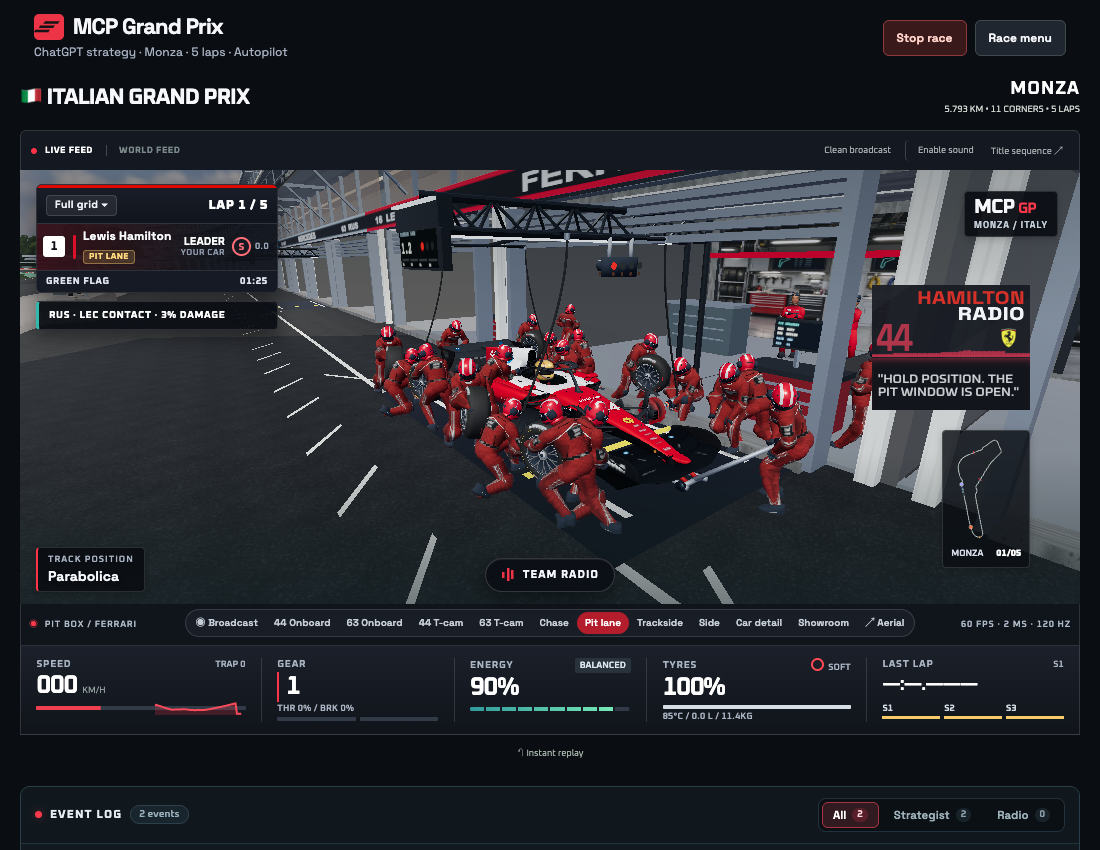 MCP Grand Prix
ChatGPT strategy · Monza · 5 laps · Autopilot
Stop race
Race menu
ITALIAN GRAND PRIX
MONZA
5.793 KM • 11 CORNERS • 5 LAPS
LIVE FEED
WORLD FEED
Clean broadcast
Enable sound
Title sequence
Full grid
LAP 1 / 5
1
Lewis Hamilton
PIT LANE
LEADER
YOUR CAR
S
0.0
GREEN FLAG
01:25
RUS · LEC CONTACT · 3% DAMAGE
63 RUS
16 LE
1.2
MCP GP
MONZA / ITALY
HAMILTON
RADIO
44
"HOLD POSITION. THE
PIT WINDOW IS OPEN."
MONZA
01/05
TRACK POSITION
Parabolica
TEAM RADIO
PIT BOX / FERRARI
Broadcast
44 Onboard
63 Onboard
44 T-cam
63 T-cam
Chase
Pit lane
Trackside
Side
Car detail
Showroom
Aerial
60 FPS · 2 MS · 120 HZ
SPEED
TRAP 0
000 KM/H
GEAR
1
THR 0% / BRK 0%
ENERGY
BALANCED
90%
TYRES
SOFT
100%
85°C / 0.0 L / 11.4KG
LAST LAP
S1
—:—.———
S1
S2
S3
Instant replay
EVENT LOG
2 events
All 2
Strategist 2
Radio 0